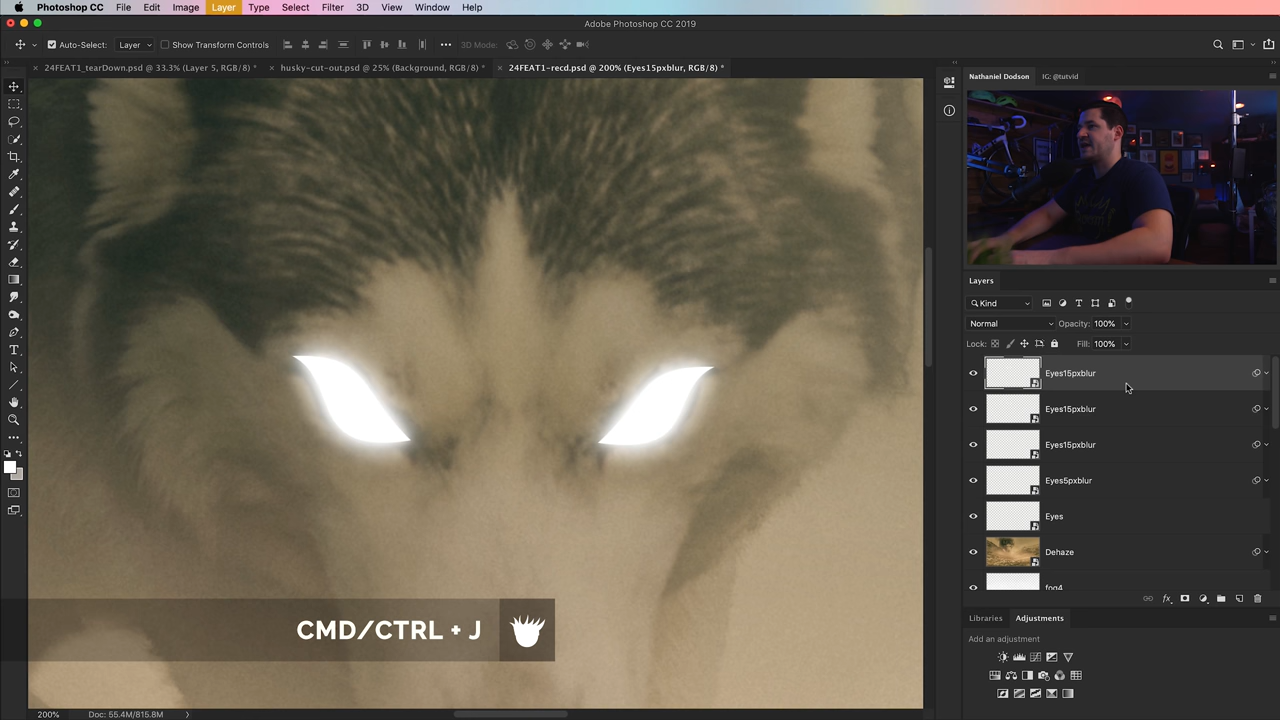 Photoshop CC File Edit Image Layer Type Select Filter 3D View Window Help
Adobe Photoshop CC 2019
Auto-Select: Layer Show Transform Controls 3D Mode:
24FEAT1_tearDown.psd @ 33.3% (Layer 5, RGB/8) * husky-cut-out.psd @ 25% (Background, RGB/8) * 24FEAT1-recd.psd @ 200% (Eyes15pxblur, RGB/8) *
Nathaniel Dodson IG: @tutvid
Layers
Kind
Normal Opacity: 100%
Lock: Fill: 100%
Eyes15pxblur
Eyes15pxblur
Eyes15pxblur
Eyes5pxblur
Eyes
Dehaze
fog4
Libraries Adjustments
Add an adjustment
CMD/CTRL + J
200% Doc: 55.4M/815.8M